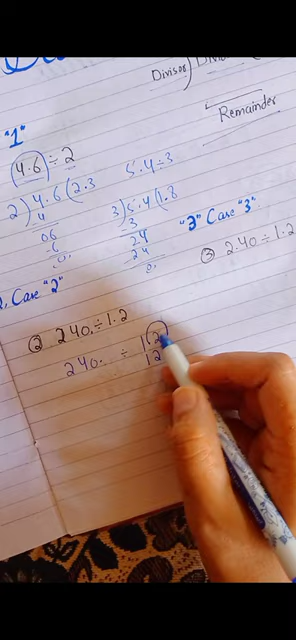 Divisor)
Remainder
"1"
4.6 ÷ 2
5.4÷3
2) 4.6 (2.3
4
06
6
0.
3) 5.4 (1.8
3
24
24
0.
"3" Case "3"
③ 2.40 ÷ 1.
2. Case "2"
② 240. ÷ 1.2
240. ÷ 1(2
12